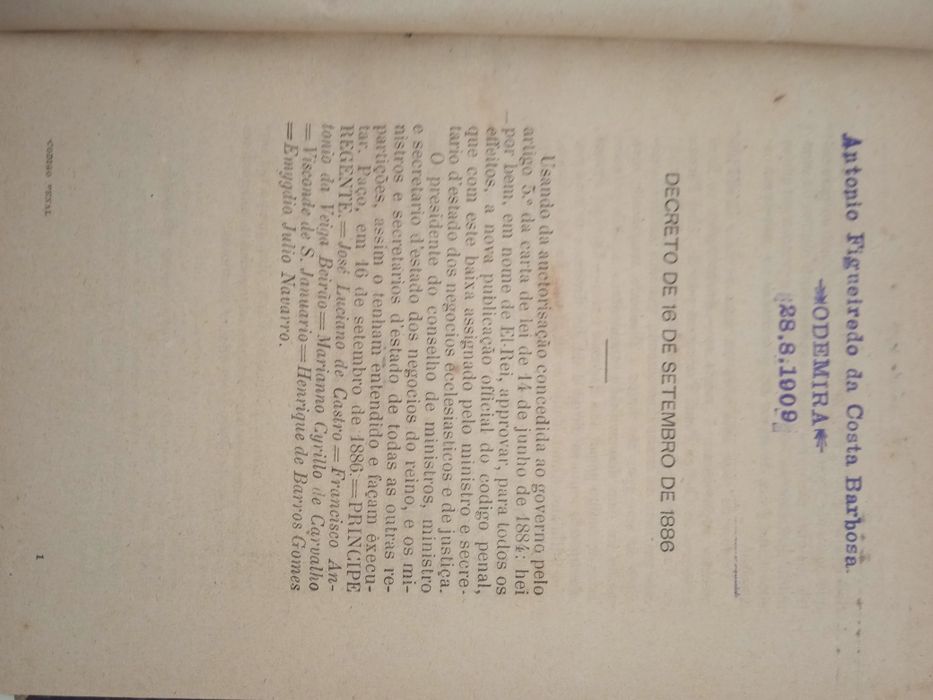 Antonio Figueiredo da Costa Barbosa
ODEMIRA
28.8.1909
DECRETO DE 16 DE SETEMBRO DE 1886
Usando da auctorisação concedida ao governo pelo
artigo 5.º da carta de lei de 14 de junho de 1884: hei
por bem, em nome de El-Rei, approvar, para todos os
effeitos, a nova publicação official do codigo penal,
que com este baixa assignado pelo ministro e secre-
tario d'estado dos negocios ecclesiasticos e de justiça.
O presidente do conselho de ministros, ministro
e secretario d'estado dos negocios do reino, e os mi-
nistros e secretarios d'estado de todas as outras re-
partições, assim o tenham entendido e façam execu-
tar. Paço, em 16 de setembro de 1886.=PRINCIPE
REGENTE.=José Luciano de Castro=Francisco An-
tonio da Veiga Beirão=Marianno Cyrillo de Carvalho
=Visconde de S. Januario=Henrique de Barros Gomes
=Emygdio Julio Navarro.
CODIGO PENAL
1